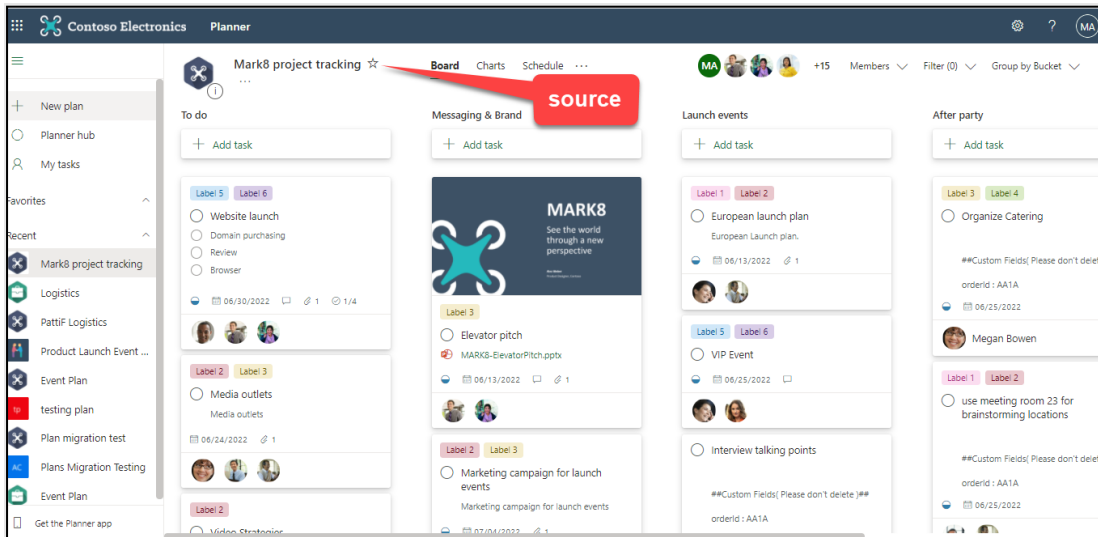 Contoso Electronics
Planner
?
MA
New plan
Planner hub
My tasks
Favorites
Recent
Mark8 project tracking
Logistics
PattiF Logistics
Product Launch Event ...
Event Plan
tp
testing plan
Plan migration test
AC
Plans Migration Testing
Event Plan
Get the Planner app
Mark8 project tracking
...
Board
Charts
Schedule
...
source
MA
+15
Members
Filter (0)
Group by Bucket
To do
Add task
Label 5
Label 6
Website launch
Domain purchasing
Review
Browser
06/30/2022
1
1/4
Label 2
Label 3
Media outlets
Media outlets
06/24/2022
1
Label 2
Video Strategies
Messaging & Brand
Add task
MARK8
See the world
through a new
perspective
Label 3
Elevator pitch
MARK8-ElevatorPitch.pptx
06/13/2022
1
Label 2
Label 3
Marketing campaign for launch
events
Marketing campaign for launch events
07/04/2022
1
Launch events
Add task
Label 1
Label 2
European launch plan
European Launch plan.
06/13/2022
1
Label 5
Label 6
VIP Event
06/25/2022
Interview talking points
##Custom Fields( Please don't delete )##
orderId : AA1A
After party
Add task
Label 3
Label 4
Organize Catering
##Custom Fields( Please don't delet
orderId : AA1A
06/25/2022
Megan Bowen
Label 1
Label 2
use meeting room 23 for
brainstorming locations
##Custom Fields( Please don't delet
orderId : AA1A
06/25/2022